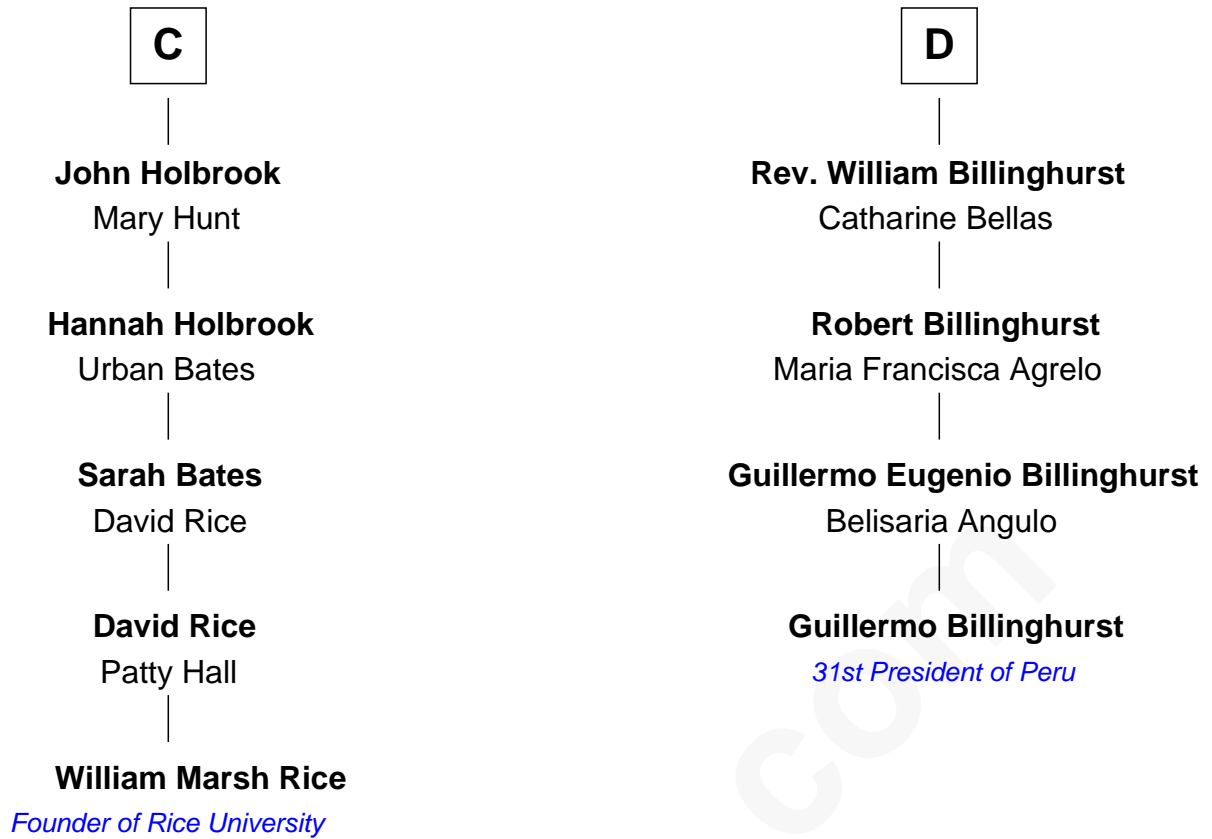 C
John Holbrook
Mary Hunt
Hannah Holbrook
Urban Bates
Sarah Bates
David Rice
David Rice
Patty Hall
William Marsh Rice
Founder of Rice University
D
Rev. William Billinghurst
Catharine Bellas
Robert Billinghurst
Maria Francisca Agrelo
Guillermo Eugenio Billinghurst
Belisaria Angulo
Guillermo Billinghurst
31st President of Peru
com